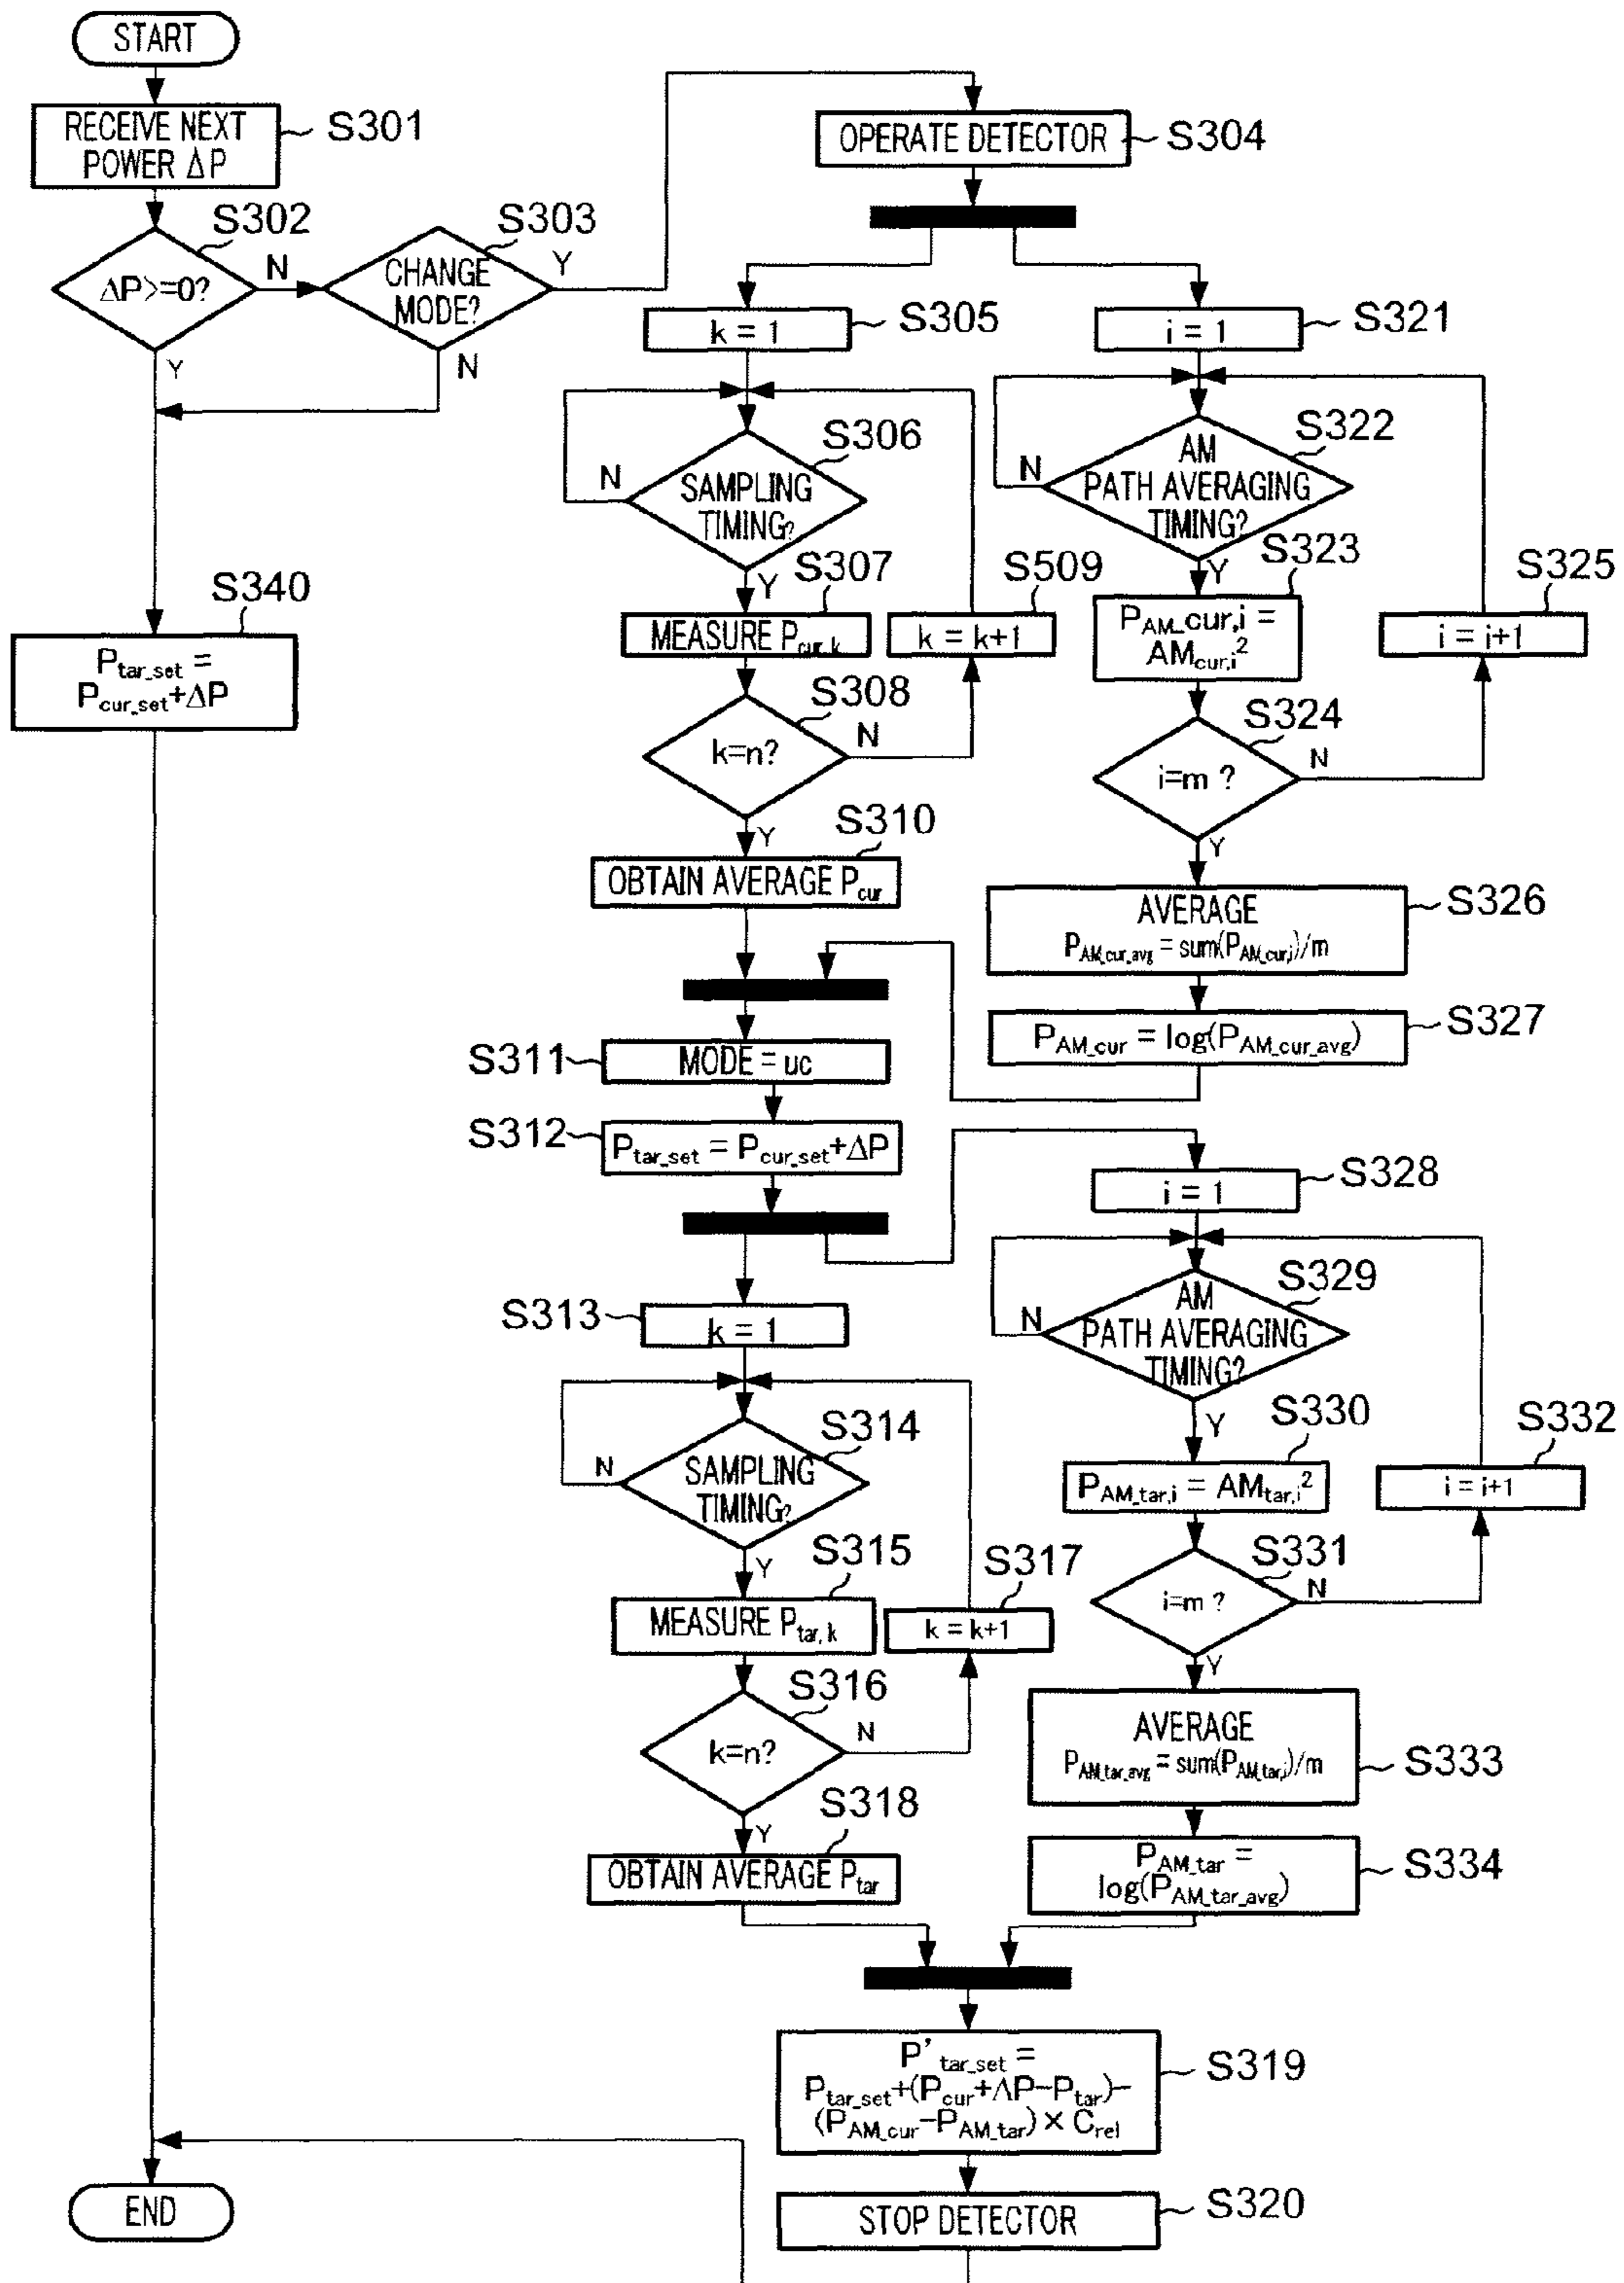 START
RECEIVE NEXT
POWER ΔP
S301
S302
ΔP>=0?
N
Y
S303
CHANGE
MODE?
Y
N
S340
P_tar_set =
P_cur_set+ΔP
OPERATE DETECTOR
S304
k = 1
S305
S306
SAMPLING
TIMING?
N
Y
S307
MEASURE P_cur,k
S308
k=n?
N
Y
S509
k = k+1
S310
OBTAIN AVERAGE P_cur
i = 1
S321
S322
AM
PATH AVERAGING
TIMING?
N
Y
S323
P_AM_cur,i =
AM_cur,i²
S324
i=m ?
N
Y
S325
i = i+1
AVERAGE
P_AM_cur_avg = sum(P_AM_cur,i)/m
S326
P_AM_cur = log(P_AM_cur_avg)
S327
S311
MODE = uc
S312
P_tar_set = P_cur_set+ΔP
S313
k = 1
S314
SAMPLING
TIMING?
N
Y
S315
MEASURE P_tar,k
S316
k=n?
N
Y
S317
k = k+1
S318
OBTAIN AVERAGE P_tar
i = 1
S328
S329
AM
PATH AVERAGING
TIMING?
N
Y
S330
P_AM_tar,i = AM_tar,i²
S331
i=m ?
N
Y
S332
i = i+1
AVERAGE
P_AM_tar_avg = sum(P_AM_tar,i)/m
S333
P_AM_tar =
log(P_AM_tar_avg)
S334
P'_tar_set =
P_tar_set+(P_cur+ΔP−P_tar)−
(P_AM_cur−P_AM_tar) × C_rel
S319
STOP DETECTOR
S320
END